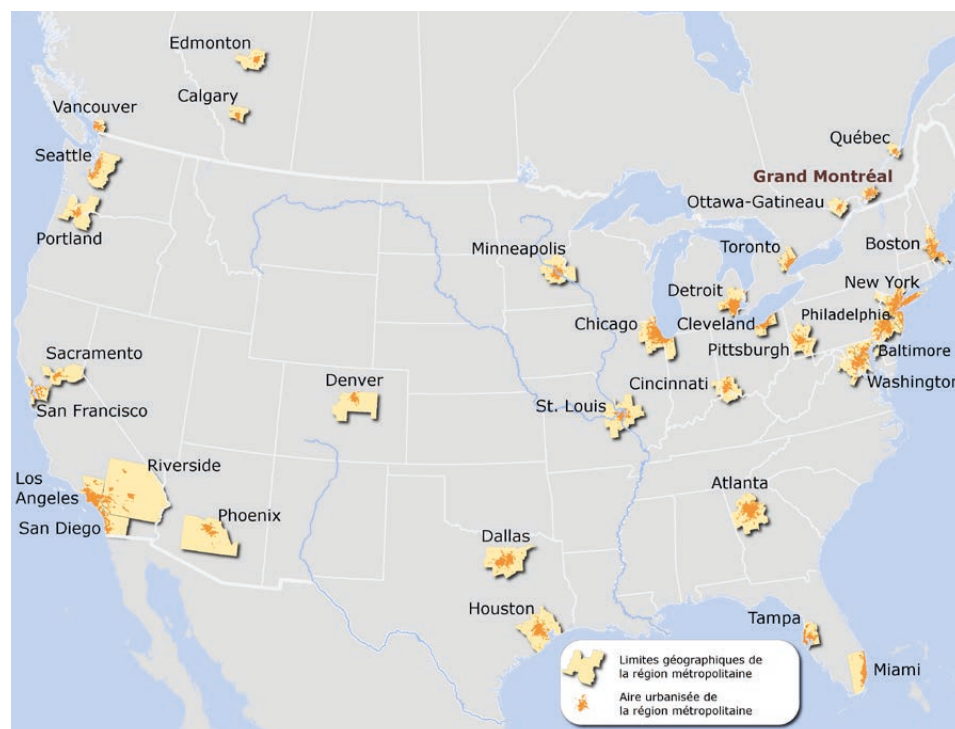 Edmonton
Calgary
Vancouver
Seattle
Portland
Québec
Grand Montréal
Ottawa-Gatineau
Minneapolis
Toronto
Boston
Detroit
New York
Chicago
Cleveland
Philadelphie
Pittsburgh
Baltimore
Sacramento
Denver
Cincinnati
Washington
San Francisco
St. Louis
Riverside
Los
Angeles
San Diego
Phoenix
Atlanta
Dallas
Houston
Tampa
Miami
Limites géographiques de
la région métropolitaine
Aire urbanisée de
la région métropolitaine